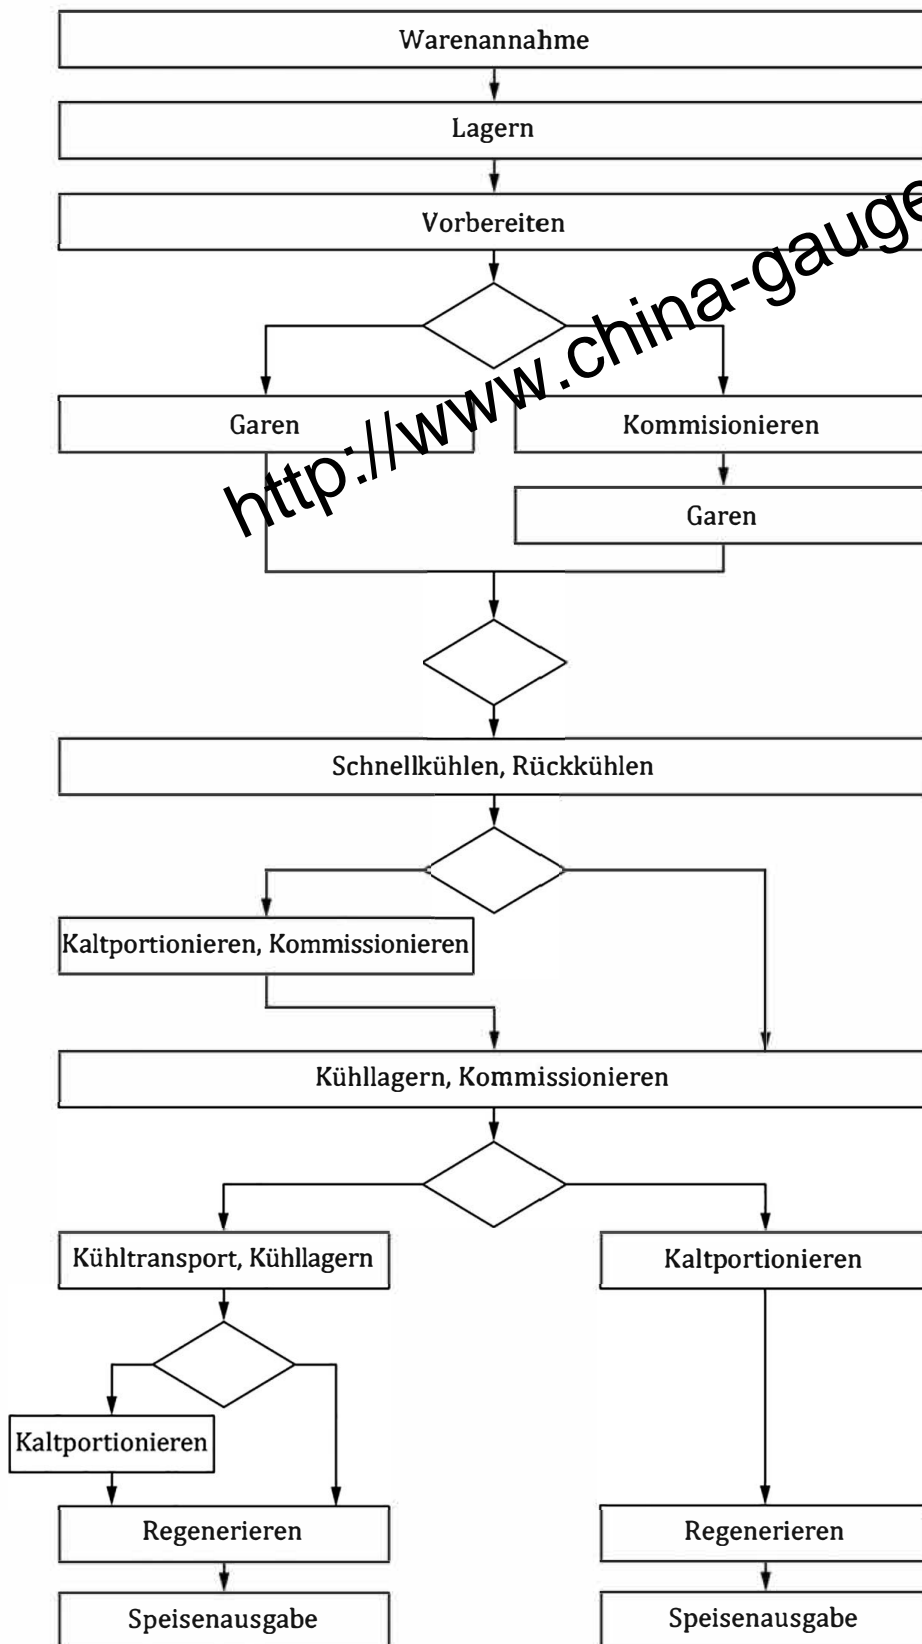 Warenannahme
Lagern
Vorbereiten
http://www.china-gauge
Garen
Kommisionieren
Garen
Schnellkühlen, Rückkühlen
Kaltportionieren, Kommissionieren
Kühllagern, Kommissionieren
Kühltransport, Kühllagern
Kaltportionieren
Kaltportionieren
Regenerieren
Regenerieren
Speisenausgabe
Speisenausgabe